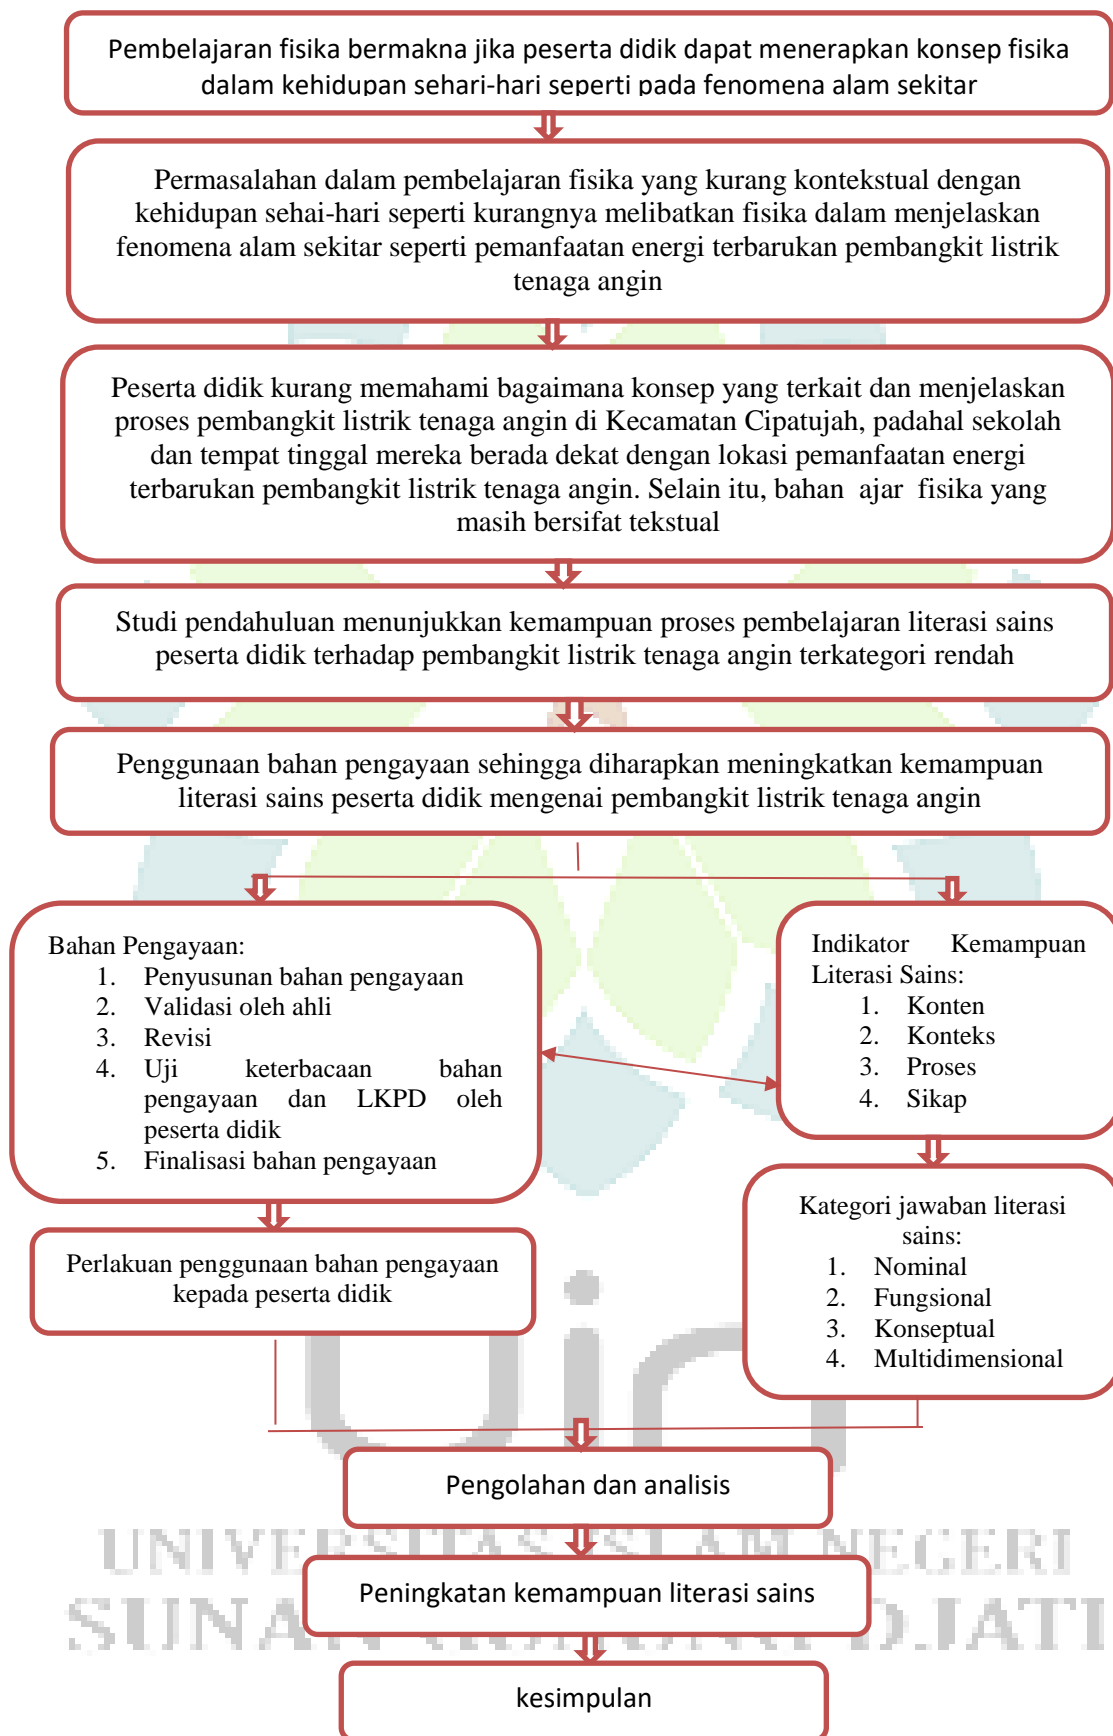 Pembelajaran fisika bermakna jika peserta didik dapat menerapkan konsep fisika
dalam kehidupan sehari-hari seperti pada fenomena alam sekitar
Permasalahan dalam pembelajaran fisika yang kurang kontekstual dengan
kehidupan sehai-hari seperti kurangnya melibatkan fisika dalam menjelaskan
fenomena alam sekitar seperti pemanfaatan energi terbarukan pembangkit listrik
tenaga angin
Peserta didik kurang memahami bagaimana konsep yang terkait dan menjelaskan
proses pembangkit listrik tenaga angin di Kecamatan Cipatujah, padahal sekolah
dan tempat tinggal mereka berada dekat dengan lokasi pemanfaatan energi
terbarukan pembangkit listrik tenaga angin. Selain itu, bahan ajar fisika yang
masih bersifat tekstual
Studi pendahuluan menunjukkan kemampuan proses pembelajaran literasi sains
peserta didik terhadap pembangkit listrik tenaga angin terkategori rendah
Penggunaan bahan pengayaan sehingga diharapkan meningkatkan kemampuan
literasi sains peserta didik mengenai pembangkit listrik tenaga angin
Bahan Pengayaan:
1. Penyusunan bahan pengayaan
2. Validasi oleh ahli
3. Revisi
4. Uji keterbacaan bahan
pengayaan dan LKPD oleh
peserta didik
5. Finalisasi bahan pengayaan
Indikator Kemampuan
Literasi Sains:
1. Konten
2. Konteks
3. Proses
4. Sikap
Perlakuan penggunaan bahan pengayaan
kepada peserta didik
Kategori jawaban literasi
sains:
1. Nominal
2. Fungsional
3. Konseptual
4. Multidimensional
uin
Pengolahan dan analisis
UNIVERSITAS ISLAM NEGERI
Peningkatan kemampuan literasi sains
SUNAN GUNUNG DJATI
kesimpulan